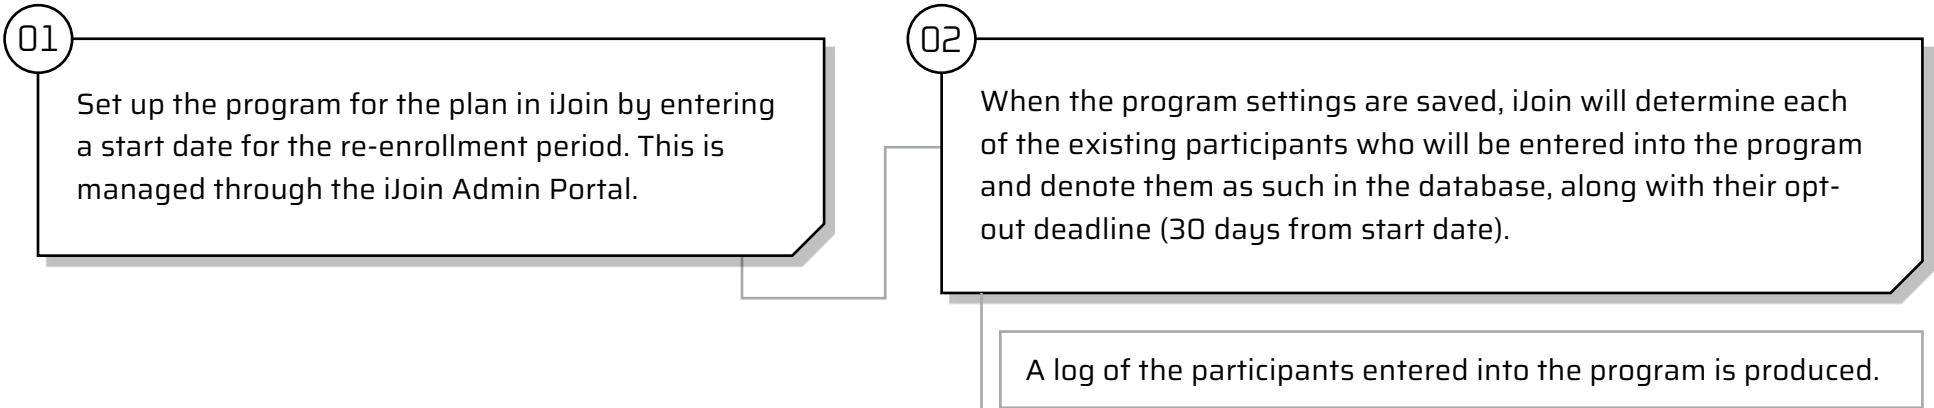 01
Set up the program for the plan in iJoin by entering
a start date for the re-enrollment period. This is
managed through the iJoin Admin Portal.
02
When the program settings are saved, iJoin will determine each
of the existing participants who will be entered into the program
and denote them as such in the database, along with their opt-
out deadline (30 days from start date).
A log of the participants entered into the program is produced.